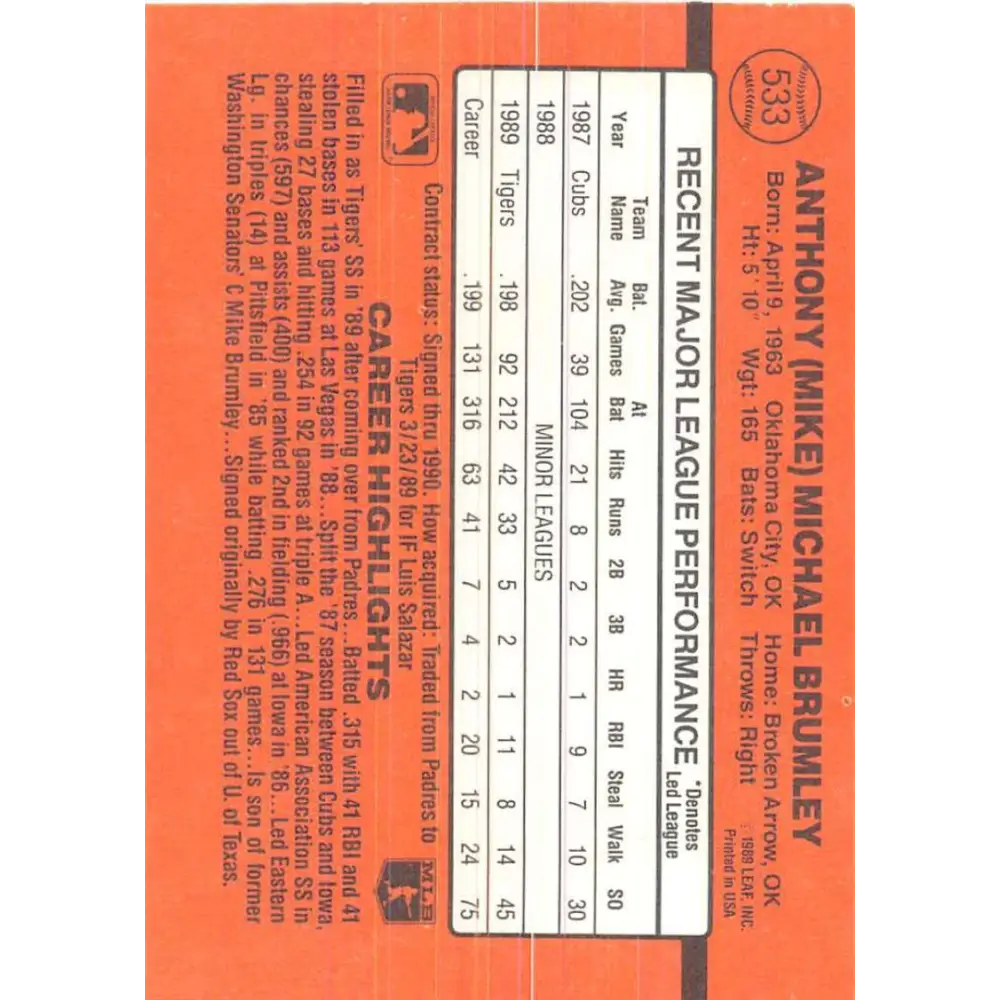 533
ANTHONY (MIKE) MICHAEL BRUMLEY
Born: April 9, 1963 Oklahoma City, OK Home: Broken Arrow, OK
Ht: 5'10" Wgt: 165 Bats: Switch Throws: Right
© 1989 LEAF, INC.
Printed in USA
RECENT MAJOR LEAGUE PERFORMANCE
*Denotes
Led League
Year Team Name Bat. Avg. Games At Bat Hits Runs 2B 3B HR RBI Steal Walk SO
1987 Cubs .202 39 104 21 8 2 2 1 9 7 10 30
1988 MINOR LEAGUES
1989 Tigers .198 92 212 42 33 5 2 1 11 8 14 45
Career .199 131 316 63 41 7 4 2 20 15 24 75
Contract status: Signed thru 1990. How acquired: Traded from Padres to
Tigers 3/23/89 for IF Luis Salazar
MLB
CAREER HIGHLIGHTS
Filled in as Tigers' SS in '89 after coming over from Padres...Batted .315 with 41 RBI and 41
stolen bases in 113 games at Las Vegas in '88...Split the '87 season between Cubs and Iowa,
stealing 27 bases and hitting .254 in 92 games at triple A...Led American Association SS in
chances (597) and assists (400) and ranked 2nd in fielding (.966) at Iowa in '86...Led Eastern
Lg. in triples (14) at Pittsfield in '85 while batting .276 in 131 games...Is son of former
Washington Senators' C Mike Brumley...Signed originally by Red Sox out of U. of Texas.